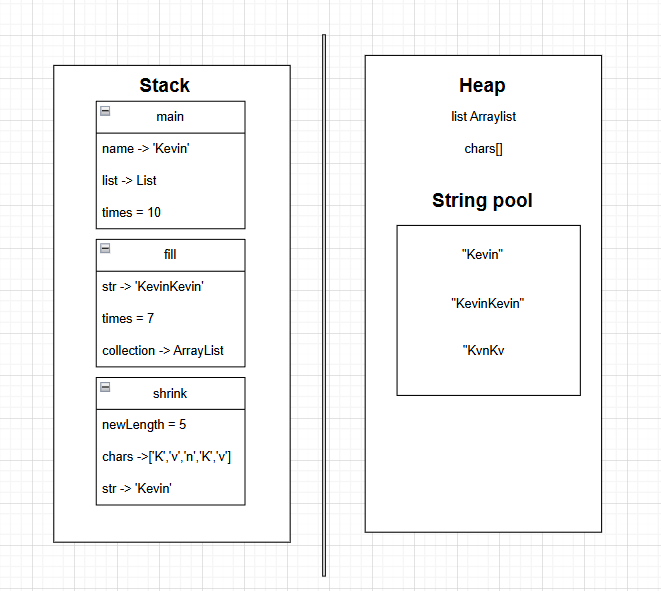 Stack
main
name -> 'Kevin'
list -> List
times = 10
fill
str -> 'KevinKevin'
times = 7
collection -> ArrayList
shrink
newLength = 5
chars ->['K','v','n','K','v']
str -> 'Kevin'
Heap
list Arraylist
chars[]
String pool
"Kevin"
"KevinKevin"
"KvnKv